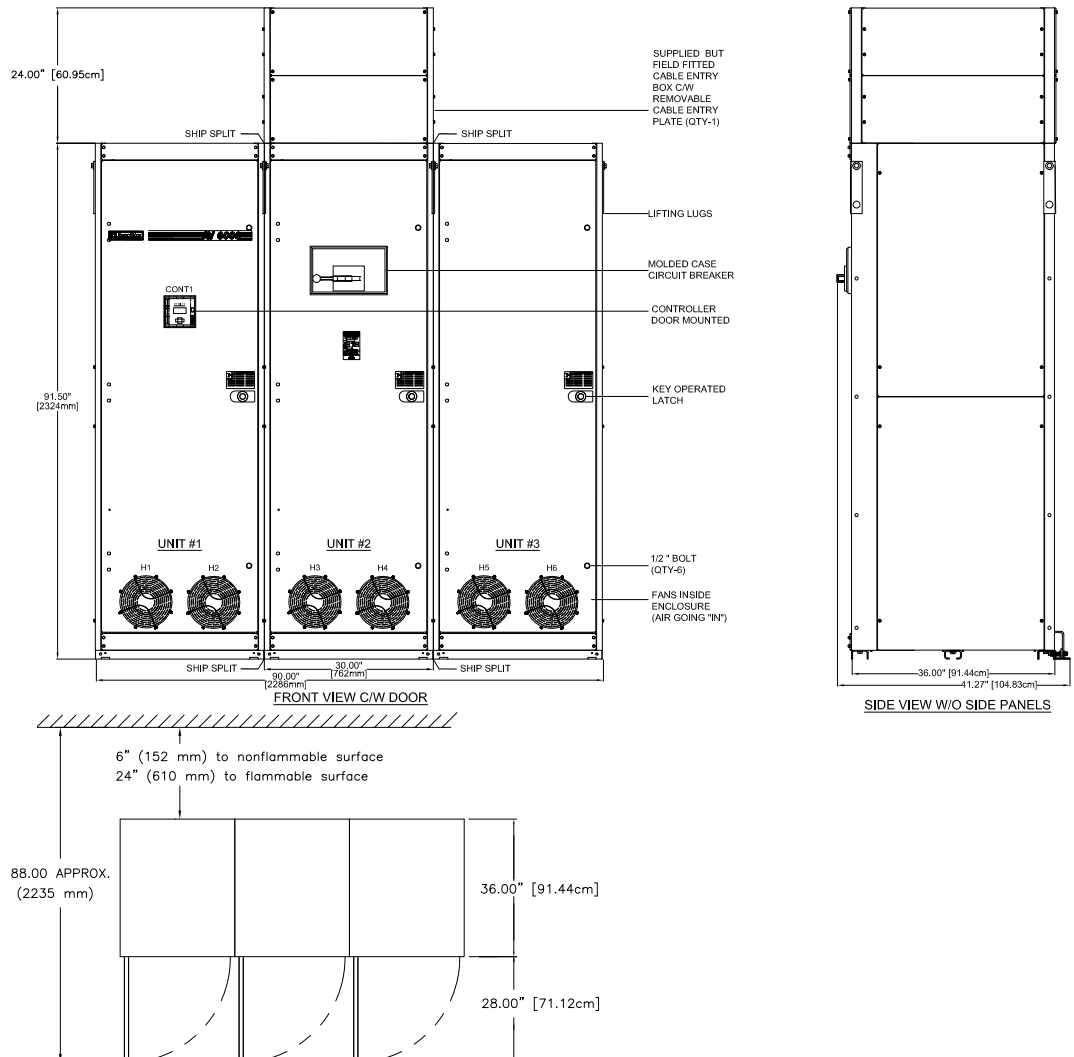 24.00" [60.95cm]
SUPPLIED BUT
FIELD FITTED
CABLE ENTRY
BOX C/W
REMOVABLE
CABLE ENTRY
PLATE (QTY-1)
SHIP SPLIT
SHIP SPLIT
LIFTING LUGS
MOLDED CASE
CIRCUIT BREAKER
CONT1
CONTROLLER
DOOR MOUNTED
KEY OPERATED
LATCH
91.50"
[2324mm]
UNIT #1
UNIT #2
UNIT #3
H1
H2
H3
H4
H5
H6
1/2 " BOLT
(QTY-6)
FANS INSIDE
ENCLOSURE
(AIR GOING "IN")
SHIP SPLIT
30.00"
[762mm]
SHIP SPLIT
90.00"
[2286mm]
FRONT VIEW C/W DOOR
36.00" [91.44cm]
41.27" [104.83cm]
SIDE VIEW W/O SIDE PANELS
6" (152 mm) to nonflammable surface
24" (610 mm) to flammable surface
88.00 APPROX.
(2235 mm)
36.00" [91.44cm]
28.00" [71.12cm]